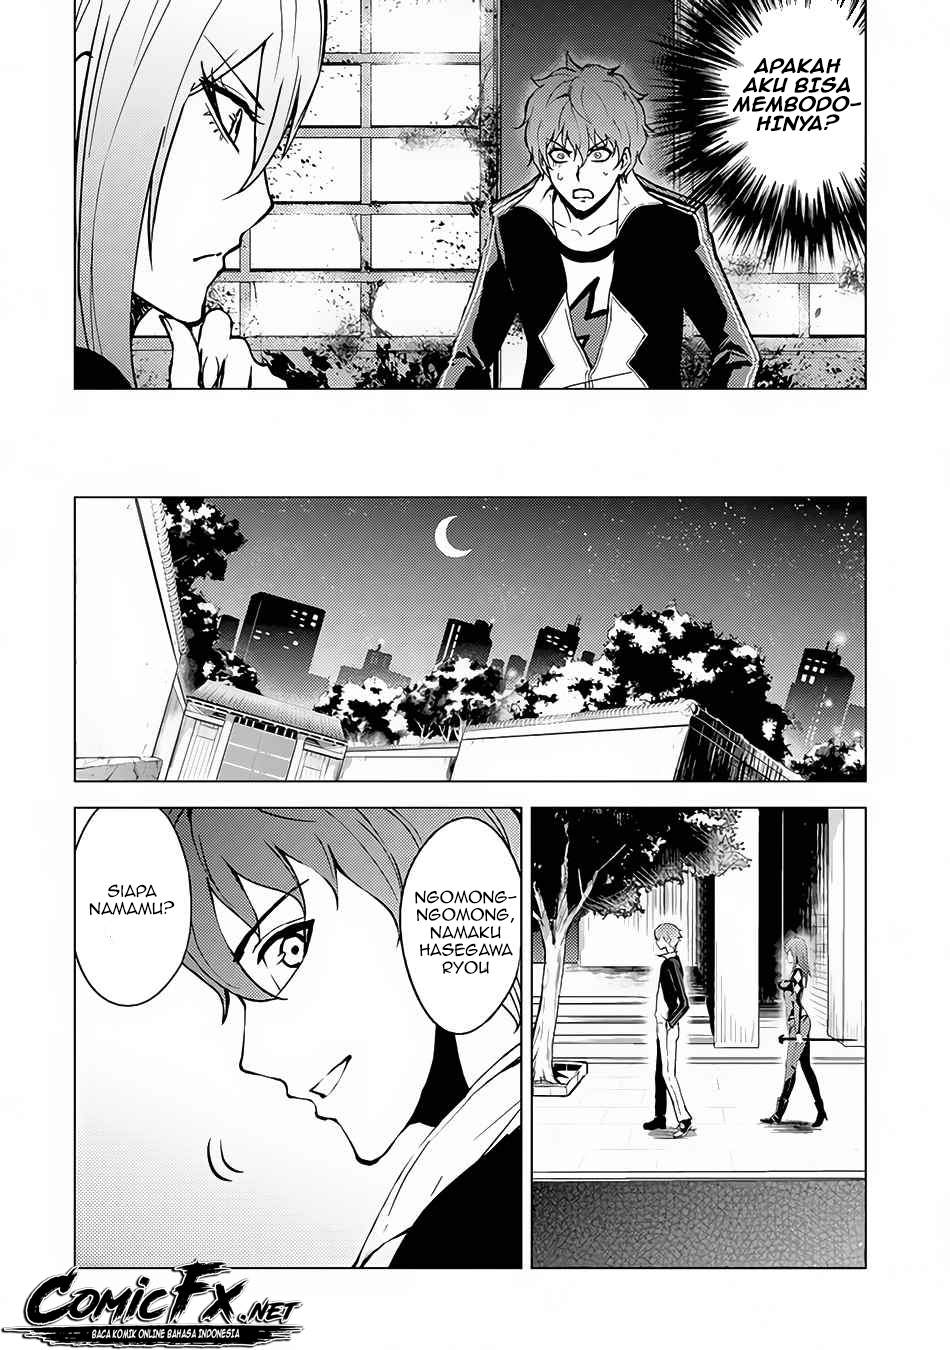 APAKAH
AKU BISA
MEMBODO-
HINYA?
NGOMONG-
NGOMONG,
NAMAKU
HASEGAWA
RYOU
SIAPA
NAMAMU?
COMICFX.NET
BACA KOMIK ONLINE BAHASA INDONESIA